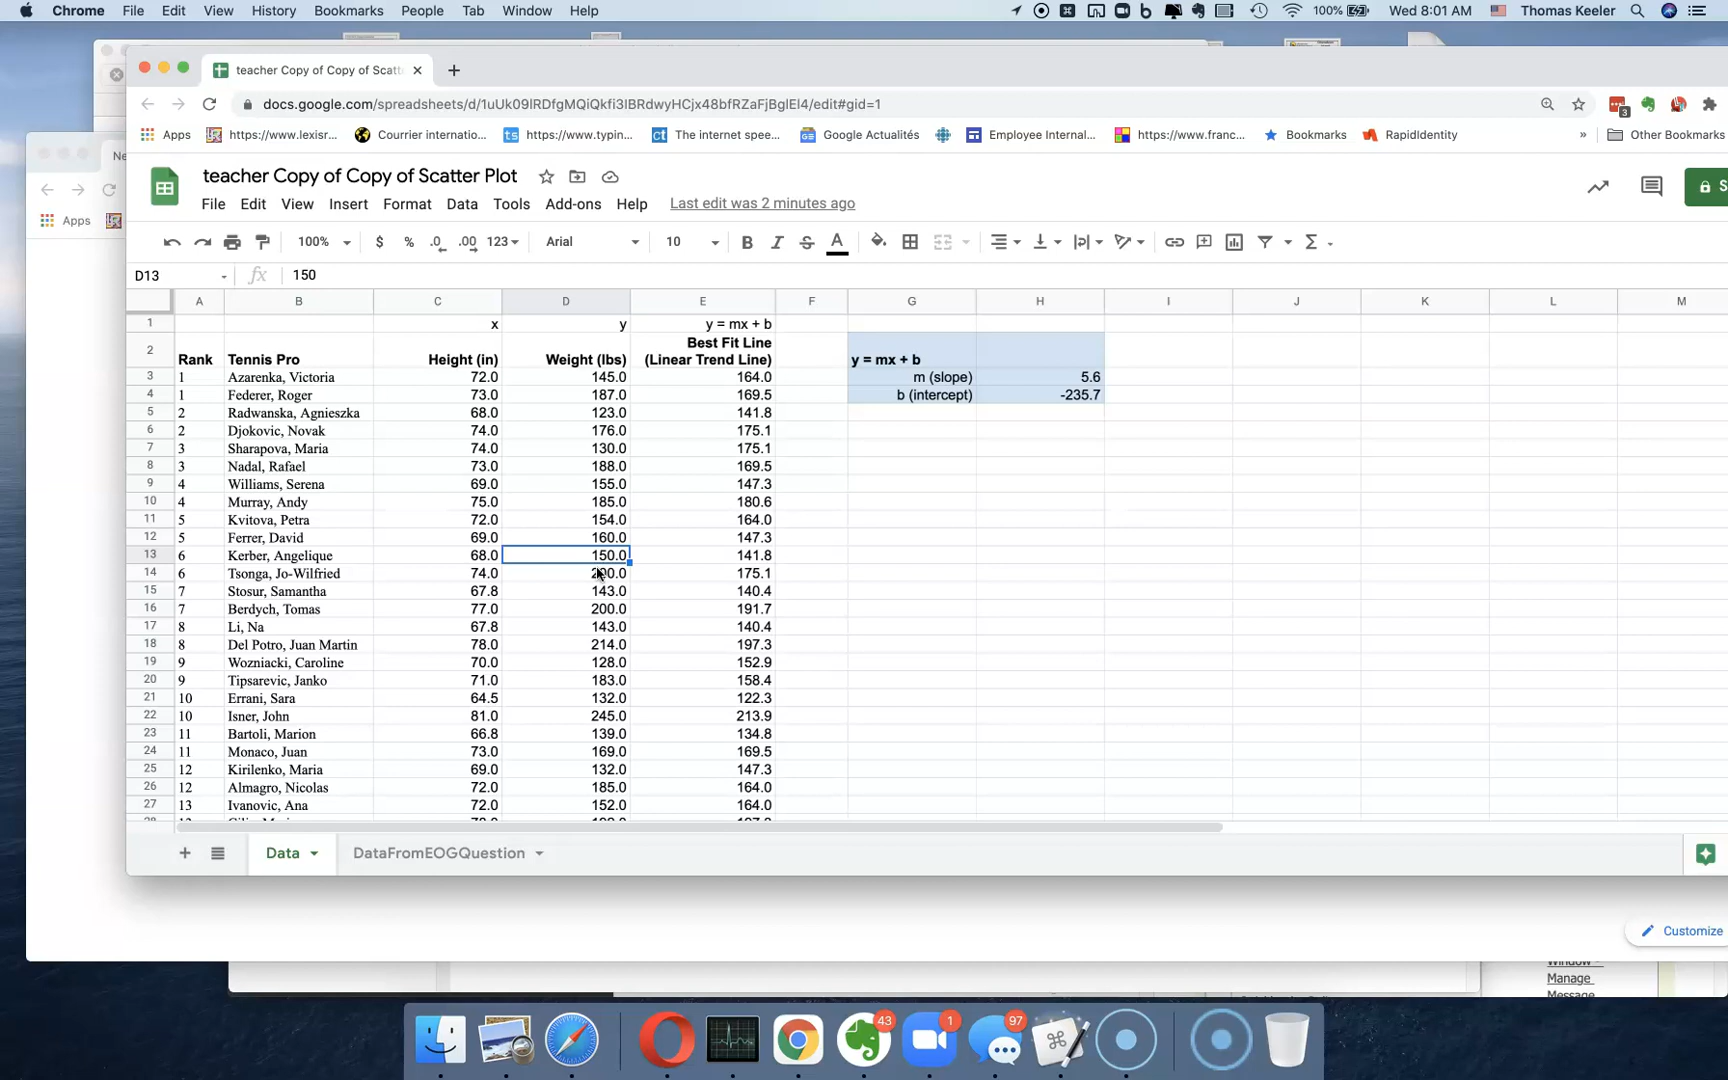 Chrome File Edit View History Bookmarks People Tab Window Help 100% Wed 8:01 AM Thomas Keeler
teacher Copy of Copy of Scatt
docs.google.com/spreadsheets/d/1uUk09lRDfgMQiQkfi3lBRdwyHCjx48bfRZaFjBglEI4/edit#gid=1
3
Apps https://www.lexisr... Courrier internatio... https://www.typin... The internet spee... Google Actualités Employee Internal... https://www.franc... Bookmarks RapidIdentity » Other Bookmarks
Ne
Apps
teacher Copy of Copy of Scatter Plot
File Edit View Insert Format Data Tools Add-ons Help Last edit was 2 minutes ago
S
100% $ % .0 .00 123 Arial 10 B I S A
D13 fx 150
A B C D E F G H I J K L M
1 x y y = mx + b
2 Rank Tennis Pro Height (in) Weight (lbs) Best Fit Line (Linear Trend Line) y = mx + b
3 1 Azarenka, Victoria 72.0 145.0 164.0 m (slope) 5.6
4 1 Federer, Roger 73.0 187.0 169.5 b (intercept) -235.7
5 2 Radwanska, Agnieszka 68.0 123.0 141.8
6 2 Djokovic, Novak 74.0 176.0 175.1
7 3 Sharapova, Maria 74.0 130.0 175.1
8 3 Nadal, Rafael 73.0 188.0 169.5
9 4 Williams, Serena 69.0 155.0 147.3
10 4 Murray, Andy 75.0 185.0 180.6
11 5 Kvitova, Petra 72.0 154.0 164.0
12 5 Ferrer, David 69.0 160.0 147.3
13 6 Kerber, Angelique 68.0 150.0 141.8
14 6 Tsonga, Jo-Wilfried 74.0 200.0 175.1
15 7 Stosur, Samantha 67.8 143.0 140.4
16 7 Berdych, Tomas 77.0 200.0 191.7
17 8 Li, Na 67.8 143.0 140.4
18 8 Del Potro, Juan Martin 78.0 214.0 197.3
19 9 Wozniacki, Caroline 70.0 128.0 152.9
20 9 Tipsarevic, Janko 71.0 183.0 158.4
21 10 Errani, Sara 64.5 132.0 122.3
22 10 Isner, John 81.0 245.0 213.9
23 11 Bartoli, Marion 66.8 139.0 134.8
24 11 Monaco, Juan 73.0 169.0 169.5
25 12 Kirilenko, Maria 69.0 132.0 147.3
26 12 Almagro, Nicolas 72.0 185.0 164.0
27 13 Ivanovic, Ana 72.0 152.0 164.0
Data DataFromEOGQuestion
Customize
Window -
Manage
Message
43 1 97